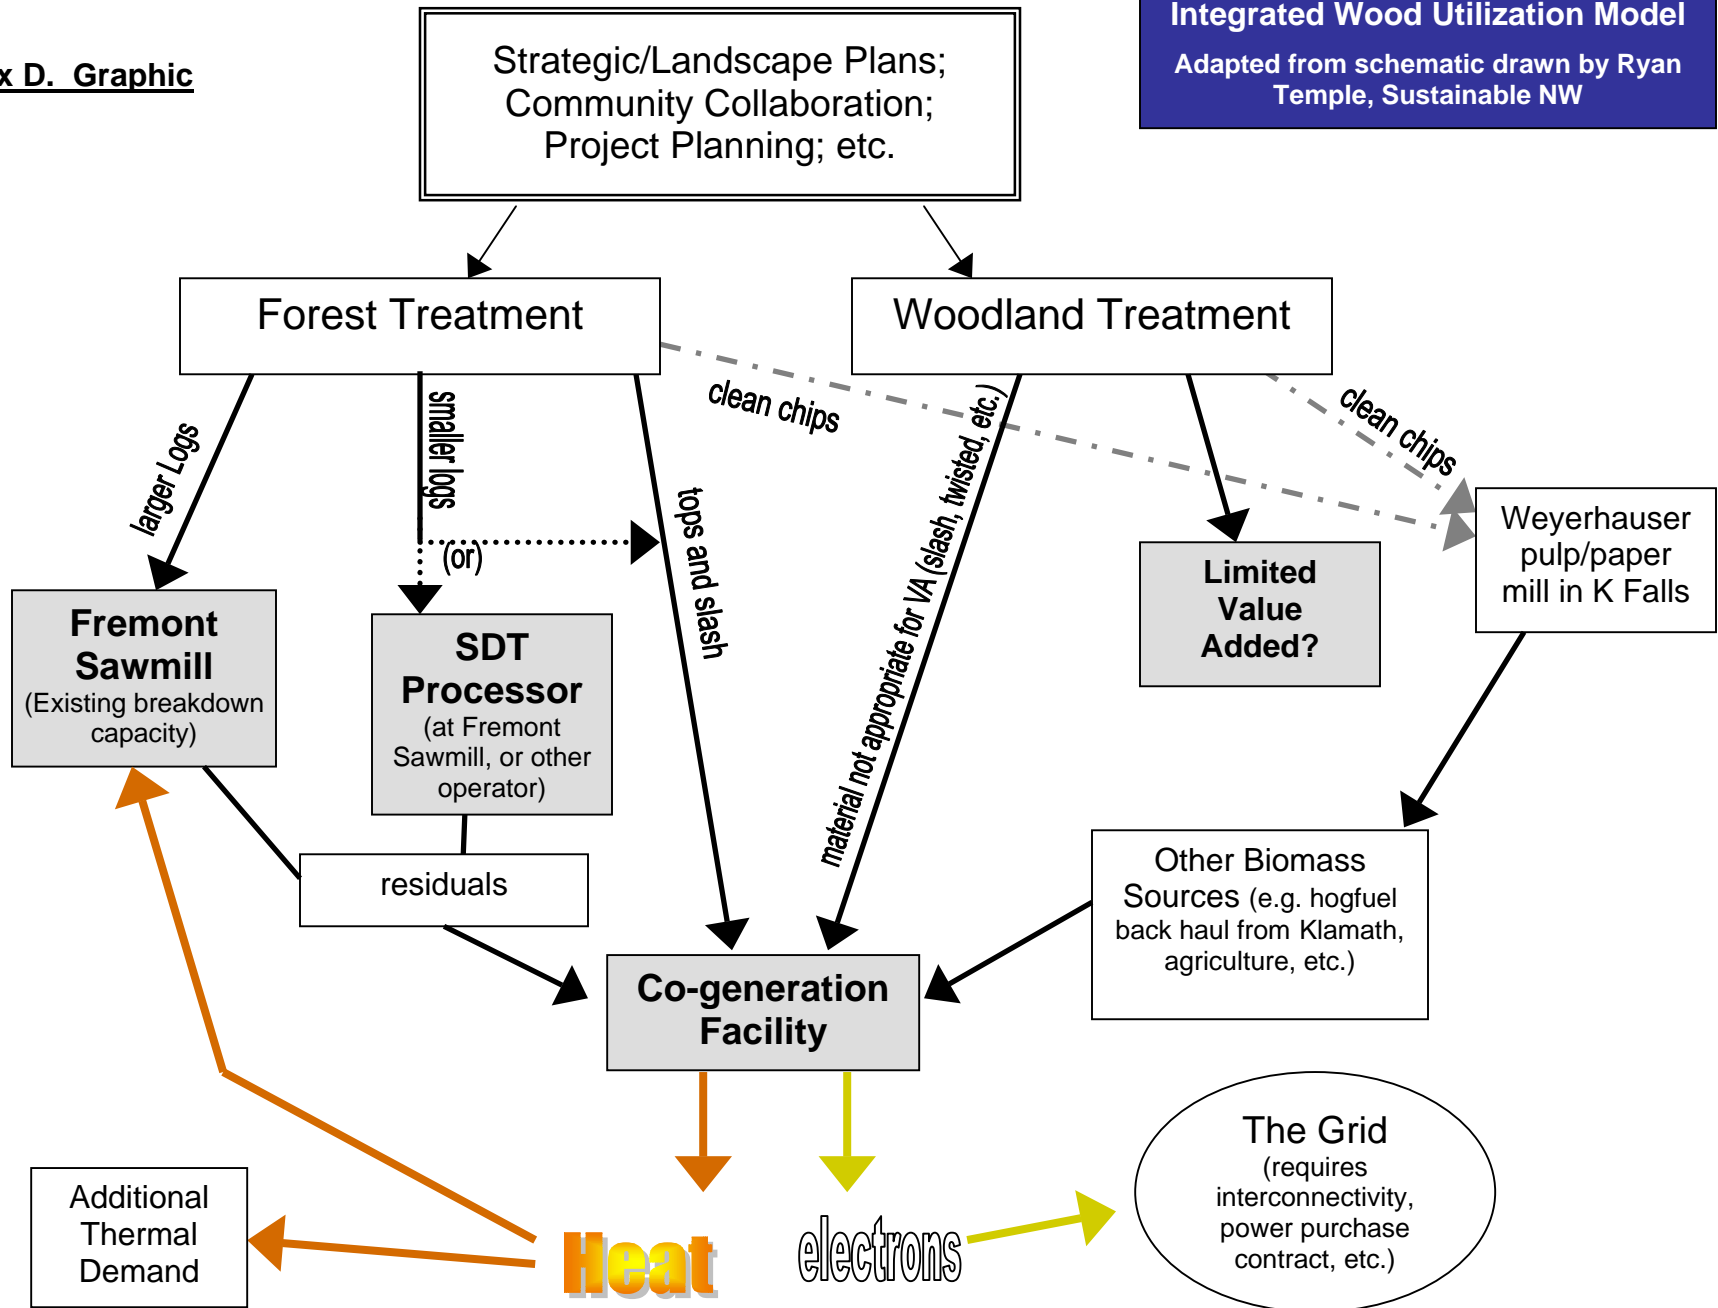 Integrated Wood Utilization Model
Adapted from schematic drawn by Ryan
Temple, Sustainable NW
x D.  Graphic
Strategic/Landscape Plans;
Community Collaboration;
Project Planning; etc.
Forest Treatment
Woodland Treatment
larger Logs
smaller logs
(or)
tops and slash
clean chips
material not appropriate for VA (slash, twisted, etc.)
clean chips
Weyerhauser
pulp/paper
mill in K Falls
Limited
Value
Added?
Fremont
Sawmill
(Existing breakdown
capacity)
SDT
Processor
(at Fremont
Sawmill, or other
operator)
residuals
Other Biomass
Sources (e.g. hogfuel
back haul from Klamath,
agriculture, etc.)
Co-generation
Facility
Additional
Thermal
Demand
Heat
electrons
The Grid
(requires
interconnectivity,
power purchase
contract, etc.)